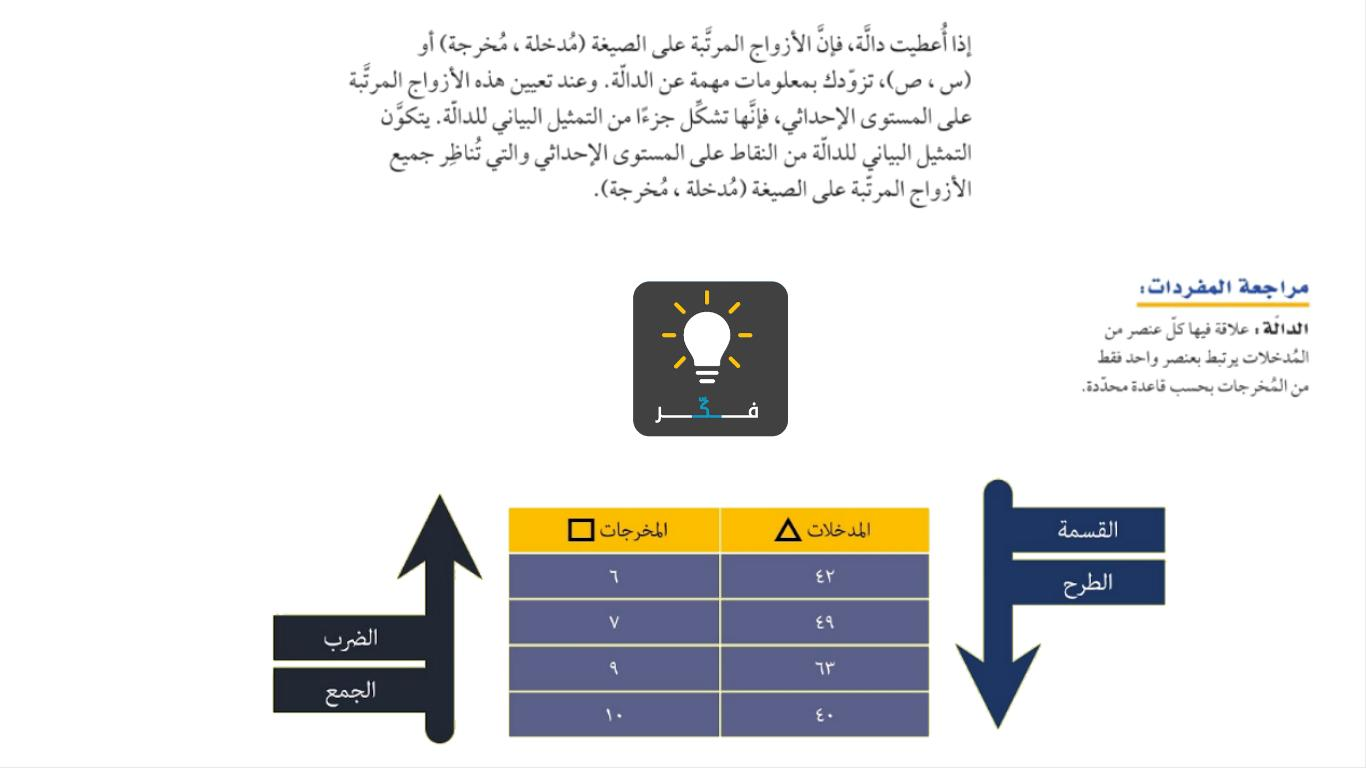 إذا أُعطيت دالَّة، فإنَّ الأزواج المرتَّبة على الصيغة (مُدخلة ، مُخرجة) أو
(س ، ص)، تزوّدك بمعلومات مهمة عن الدالّة. وعند تعيين هذه الأزواج المرتَّبة
على المستوى الإحداثي، فإنَّها تشكِّل جزءًا من التمثيل البياني للدالّة. يتكوَّن
التمثيل البياني للدالّة من النقاط على المستوى الإحداثي والتي تُناظِر جميع
الأزواج المرتّبة على الصيغة (مُدخلة ، مُخرجة).
مراجعة المفردات:
الدالّة : علاقة فيها كلّ عنصر من
المُدخلات يرتبط بعنصر واحد فقط
من المُخرجات بحسب قاعدة محدّدة.
فـكّـر
القسمة
الطرح
المدخلات △ المخرجات □
٤٢ ٦
٤٩ ٧
٦٣ ٩
٤٠ ١٠
الضرب
الجمع